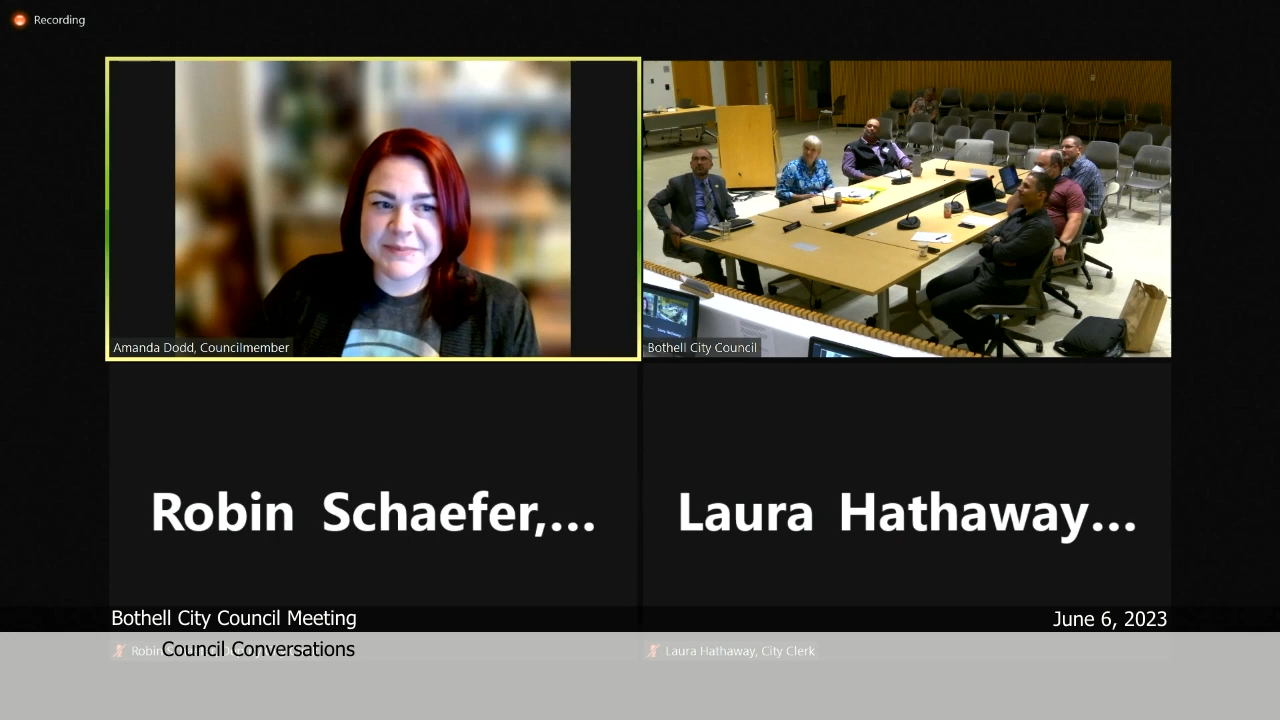 Recording
Amanda Dodd, Councilmember
Bothell City Council
Robin Schaefer,...
Laura Hathaway...
Bothell City Council Meeting
June 6, 2023
Council Conversations
Robin
Laura Hathaway, City Clerk